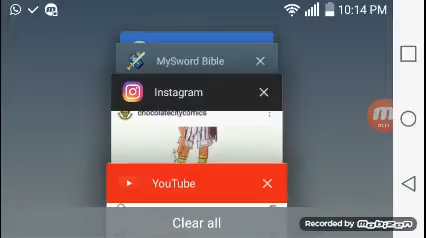 10:14 PM
MySword Bible
Instagram
chocolatecitycomics
YouTube
Clear all
Recorded by
MOBIZEN